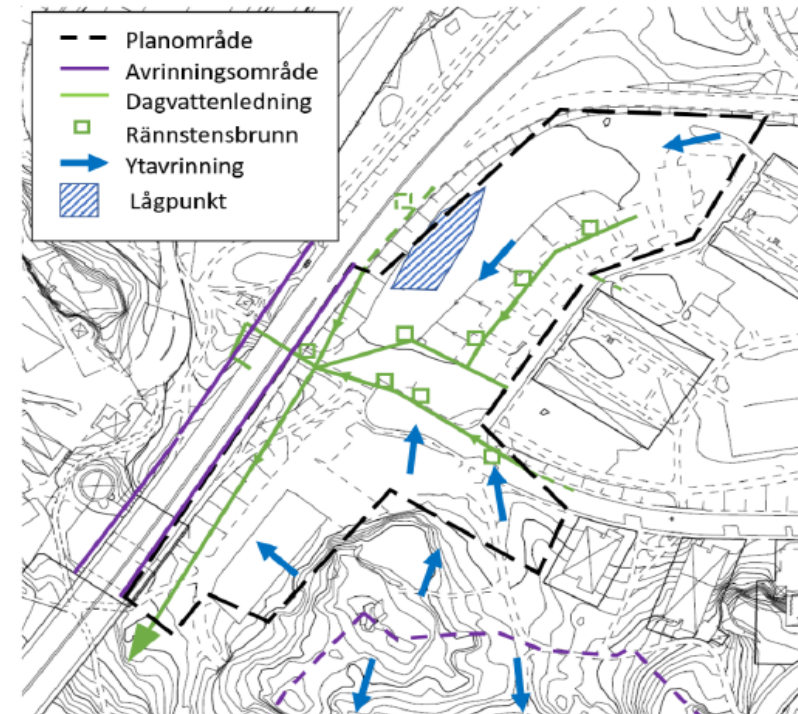 Planområde
Avrinningsområde
Dagvattenledning
Rännstensbrunn
Ytavrinning
Lågpunkt